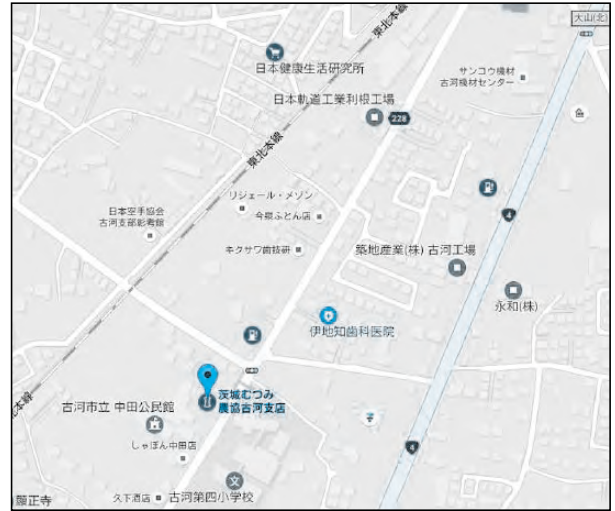 大山(北)
日本健康生活研究所
サンコウ機材
古河機材センター
東北本線
日本軌道工業利根工場
228
東北本線
リジェール・メゾン
今泉ふとん店
日本空手協会
古河支部彰考館
キクサワ歯技研
4
築地産業(株) 古河工場
永和(株)
伊地知歯科医院
茨城むつみ
農協古河支店
古河市立 中田公民館
しゃぼん中田店
4
久下酒店
古河第四小学校
顕正寺